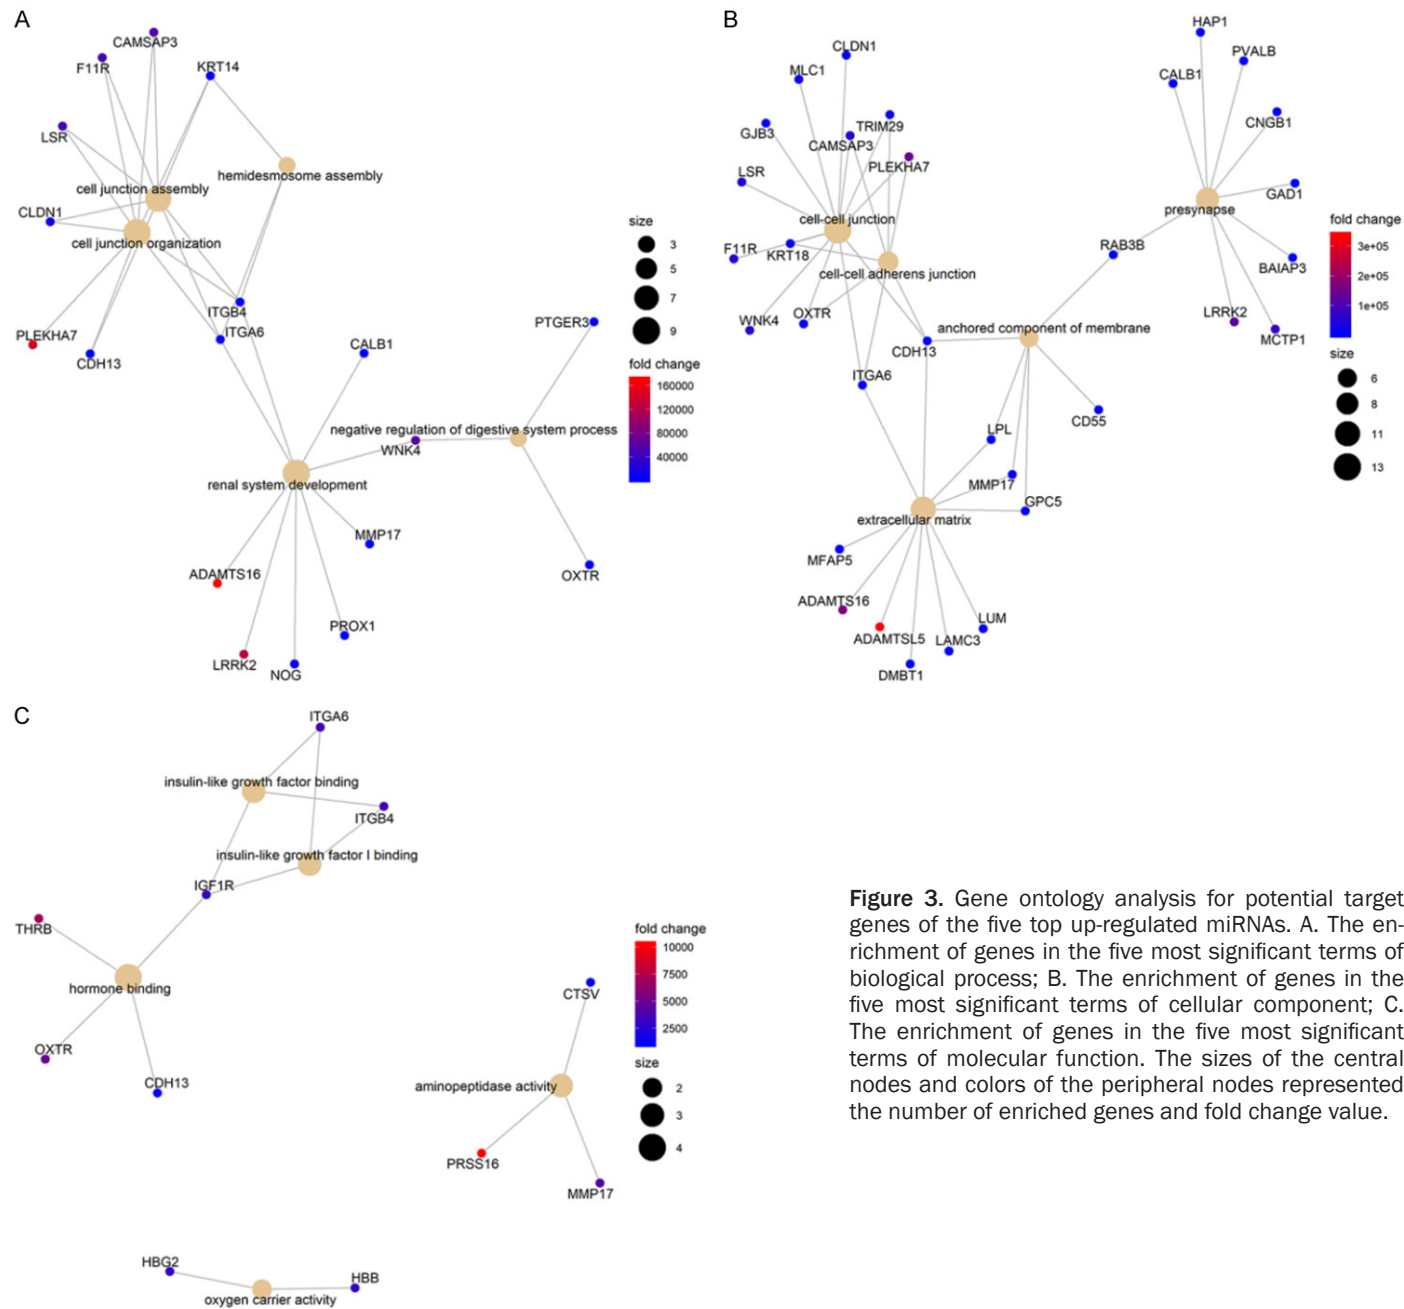 A
CAMSAP3
F11R
KRT14
LSR
cell junction assembly
hemidesmosome assembly
CLDN1
cell junction organization
ITGB4
ITGA6
PLEKHA7
CDH13
CALB1
PTGER3
negative regulation of digestive system process
WNK4
renal system development
MMP17
ADAMTS16
OXTR
PROX1
LRRK2
NOG
size
3
5
7
9
fold change
160000
120000
80000
40000
B
HAP1
CLDN1
PVALB
MLC1
CALB1
CNGB1
GJB3
TRIM29
CAMSAP3
PLEKHA7
LSR
GAD1
cell-cell junction
presynapse
F11R
KRT18
RAB3B
cell-cell adherens junction
BAIAP3
WNK4
OXTR
LRRK2
MCTP1
anchored component of membrane
CDH13
ITGA6
CD55
LPL
MMP17
GPC5
extracellular matrix
MFAP5
ADAMTS16
LUM
ADAMTSL5
LAMC3
DMBT1
fold change
3e+05
2e+05
1e+05
size
6
8
11
13
C
ITGA6
insulin-like growth factor binding
ITGB4
insulin-like growth factor I binding
IGF1R
THRB
hormone binding
OXTR
CDH13
CTSV
aminopeptidase activity
PRSS16
MMP17
HBG2
HBB
oxygen carrier activity
fold change
10000
7500
5000
2500
size
2
3
4
Figure 3. Gene ontology analysis for potential target
genes of the five top up-regulated miRNAs. A. The en-
richment of genes in the five most significant terms of
biological process; B. The enrichment of genes in the
five most significant terms of cellular component; C.
The enrichment of genes in the five most significant
terms of molecular function. The sizes of the central
nodes and colors of the peripheral nodes represented
the number of enriched genes and fold change value.